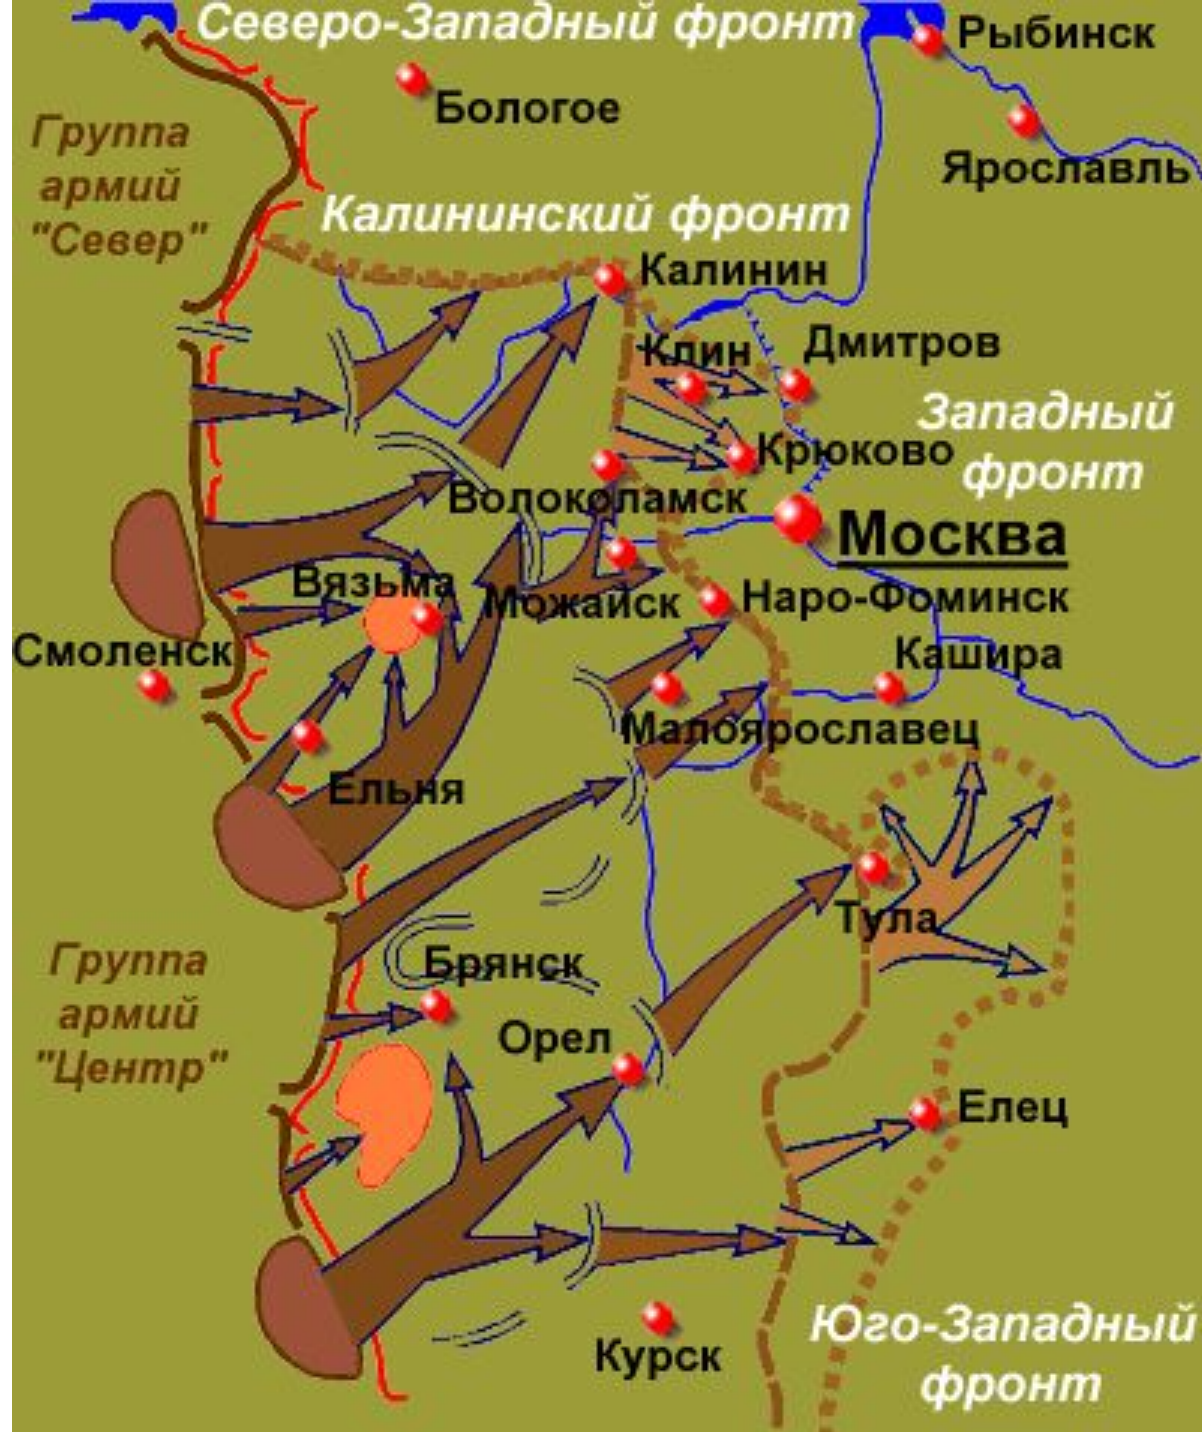 Северо-Западный фронт
Рыбинск
Бологое
Ярославль
Группа
армий
"Север"
Калининский фронт
Калинин
Клин
Дмитров
Западный
фронт
Крюково
Волоколамск
Москва
Вязьма
Можайск
Наро-Фоминск
Смоленск
Кашира
Малоярославец
Ельня
Тула
Группа
армий
"Центр"
Брянск
Орел
Елец
Юго-Западный
фронт
Курск